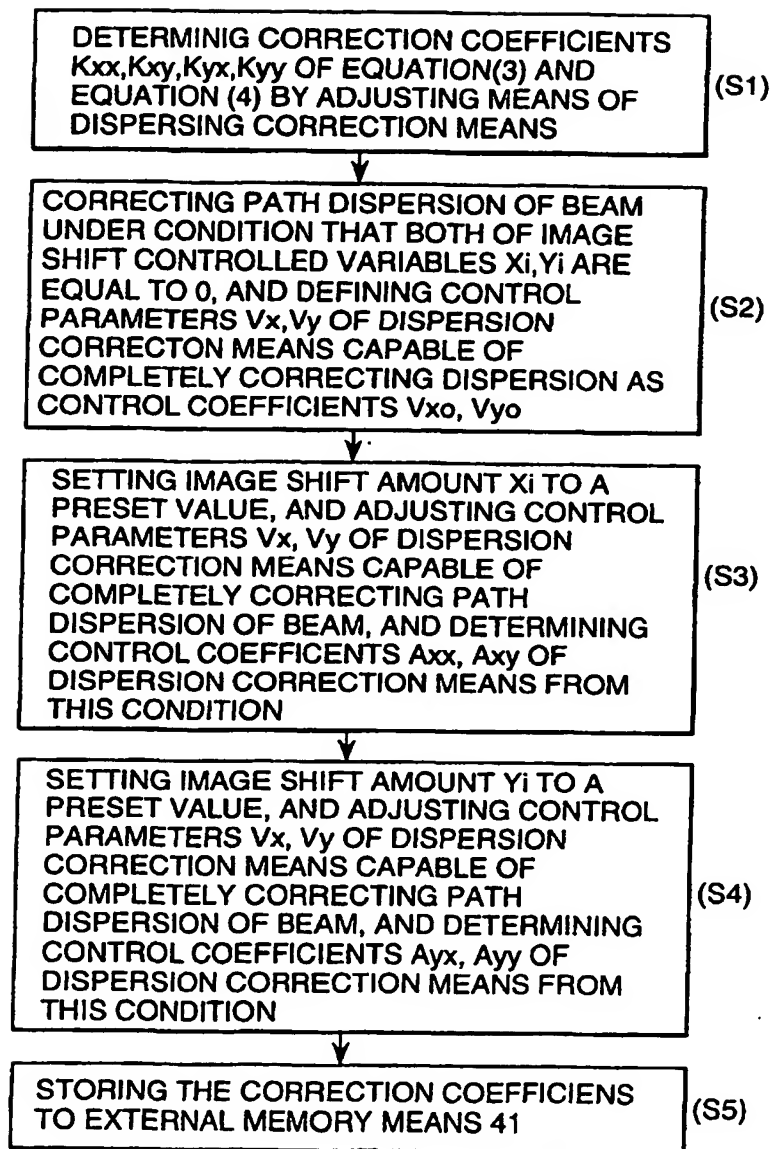 DETERMINIG CORRECTION COEFFICIENTS
Kxx,Kxy,Kyx,Kyy OF EQUATION(3) AND
EQUATION (4) BY ADJUSTING MEANS OF
DISPERSING CORRECTION MEANS
(S1)
CORRECTING PATH DISPERSION OF BEAM
UNDER CONDITION THAT BOTH OF IMAGE
SHIFT CONTROLLED VARIABLES Xi,Yi ARE
EQUAL TO 0, AND DEFINING CONTROL
PARAMETERS Vx,Vy OF DISPERSION
CORRECTON MEANS CAPABLE OF
COMPLETELY CORRECTING DISPERSION AS
CONTROL COEFFICIENTS Vxo, Vyo
(S2)
SETTING IMAGE SHIFT AMOUNT Xi TO A
PRESET VALUE, AND ADJUSTING CONTROL
PARAMETERS Vx, Vy OF DISPERSION
CORRECTION MEANS CAPABLE OF
COMPLETELY CORRECTING PATH
DISPERSION OF BEAM, AND DETERMINING
CONTROL COEFFICENTS Axx, Axy OF
DISPERSION CORRECTION MEANS FROM
THIS CONDITION
(S3)
SETTING IMAGE SHIFT AMOUNT Yi TO A
PRESET VALUE, AND ADJUSTING CONTROL
PARAMETERS Vx, Vy OF DISPERSION
CORRECTION MEANS CAPABLE OF
COMPLETELY CORRECTING PATH
DISPERSION OF BEAM, AND DETERMINING
CONTROL COEFFICIENTS Ayx, Ayy OF
DISPERSION CORRECTION MEANS FROM
THIS CONDITION
(S4)
STORING THE CORRECTION COEFFICIENS
TO EXTERNAL MEMORY MEANS 41
(S5)